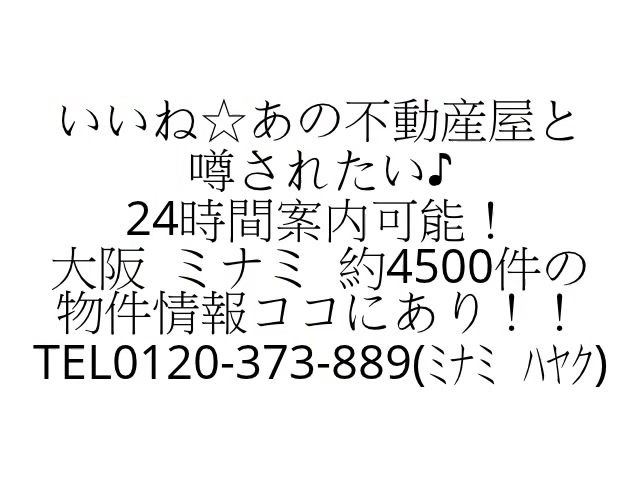 いいね☆あの不動産屋と
噂されたい♪
24時間案内可能！
大阪 ミナミ 約4500件の
物件情報ココにあり！！
TEL0120-373-889(ﾐﾅﾐ ﾊﾔｸ)